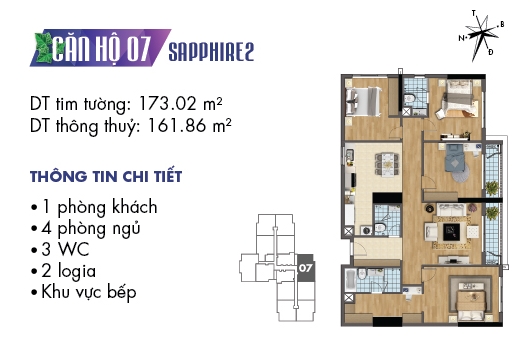 CĂN HỘ 07 SAPPHIRE2
DT tim tường: 173.02 m²
DT thông thuỷ: 161.86 m²
THÔNG TIN CHI TIẾT
• 1 phòng khách
• 4 phòng ngủ
• 3 WC
• 2 logia
• Khu vực bếp
07
T
B
N
Đ